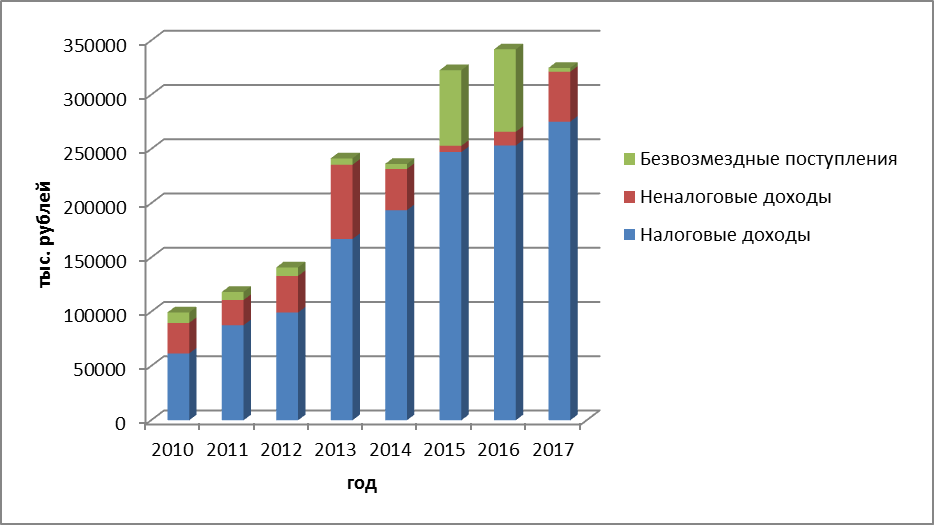 350000
300000
250000
200000
150000
100000
50000
0
тыс. рублей
2010 2011 2012 2013 2014 2015 2016 2017
год
Безвозмездные поступления
Неналоговые доходы
Налоговые доходы